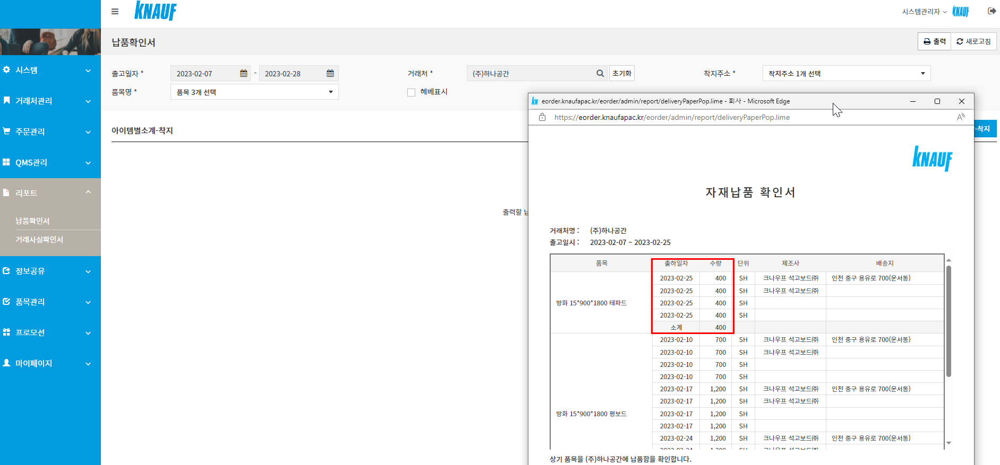 KNAUF
시스템관리자
KNAUF
납품확인서
출력
새로고침
시스템
거래처관리
주문관리
QMS관리
리포트
납품확인서
거래사실확인서
정보공유
품목관리
프로모션
마이페이지
출고일자 *
2023-02-07 - 2023-02-28
거래처 *
(주)하나공간
초기화
착지주소 *
착지주소 1개 선택
품목명 *
품목 3개 선택
헤베표시
아이템별소계-착지
-착지
출력할
kn eorder.knaufapac.kr/eorder/admin/report/deliveryPaperPop.lime - 회사 - Microsoft Edge
https://eorder.knaufapac.kr/eorder/admin/report/deliveryPaperPop.lime
KNAUF
자재납품 확인서
거래처명 : (주)하나공간
출고일시 : 2023-02-07 ~ 2023-02-25
품목 출하일자 수량 단위 제조사 배송지
방화 15*900*1800 테파드
2023-02-25 400 SH 크나우프 석고보드㈜ 인천 중구 용유로 700(운서동)
2023-02-25 400 SH 크나우프 석고보드㈜
2023-02-25 400 SH
2023-02-25 400 SH
소계 400
방화 15*900*1800 평보드
2023-02-10 700 SH 크나우프 석고보드㈜ 인천 중구 용유로 700(운서동)
2023-02-10 700 SH 크나우프 석고보드㈜
2023-02-10 700 SH
2023-02-10 700 SH
2023-02-17 1,200 SH 크나우프 석고보드㈜ 인천 중구 용유로 700(운서동)
2023-02-17 1,200 SH 크나우프 석고보드㈜
2023-02-17 1,200 SH
2023-02-17 1,200 SH
2023-02-24 1,200 SH 크나우프 석고보드㈜ 인천 중구 용유로 700(운서동)
2023-02-24 1,200 SH 크나우프 석고보드㈜
상기 품목을 (주)하나공간에 납품함을 확인합니다.